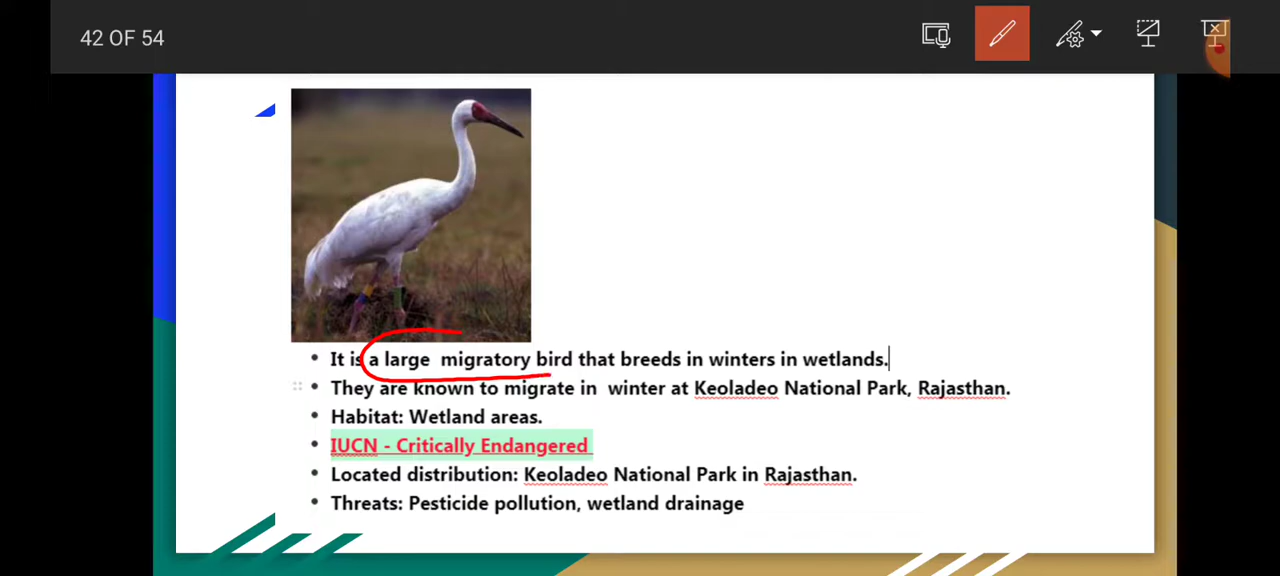 42 OF 54
It is a large migratory bird that breeds in winters in wetlands.
They are known to migrate in winter at Keoladeo National Park, Rajasthan.
Habitat: Wetland areas.
IUCN - Critically Endangered
Located distribution: Keoladeo National Park in Rajasthan.
Threats: Pesticide pollution, wetland drainage